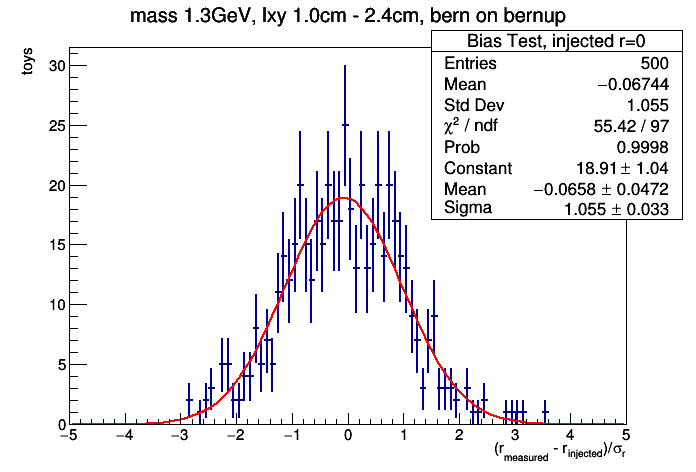 mass 1.3GeV, lxy 1.0cm - 2.4cm, bern on bernup
Bias Test, injected r=0
Entries 500
Mean −0.06744
Std Dev 1.055
χ² / ndf 55.42 / 97
Prob 0.9998
Constant 18.91 ± 1.04
Mean −0.0658 ± 0.0472
Sigma 1.055 ± 0.033
toys
30
25
20
15
10
5
0
−5 −4 −3 −2 −1 0 1 2 3 4 5
(r_measured - r_injected)/σ_r